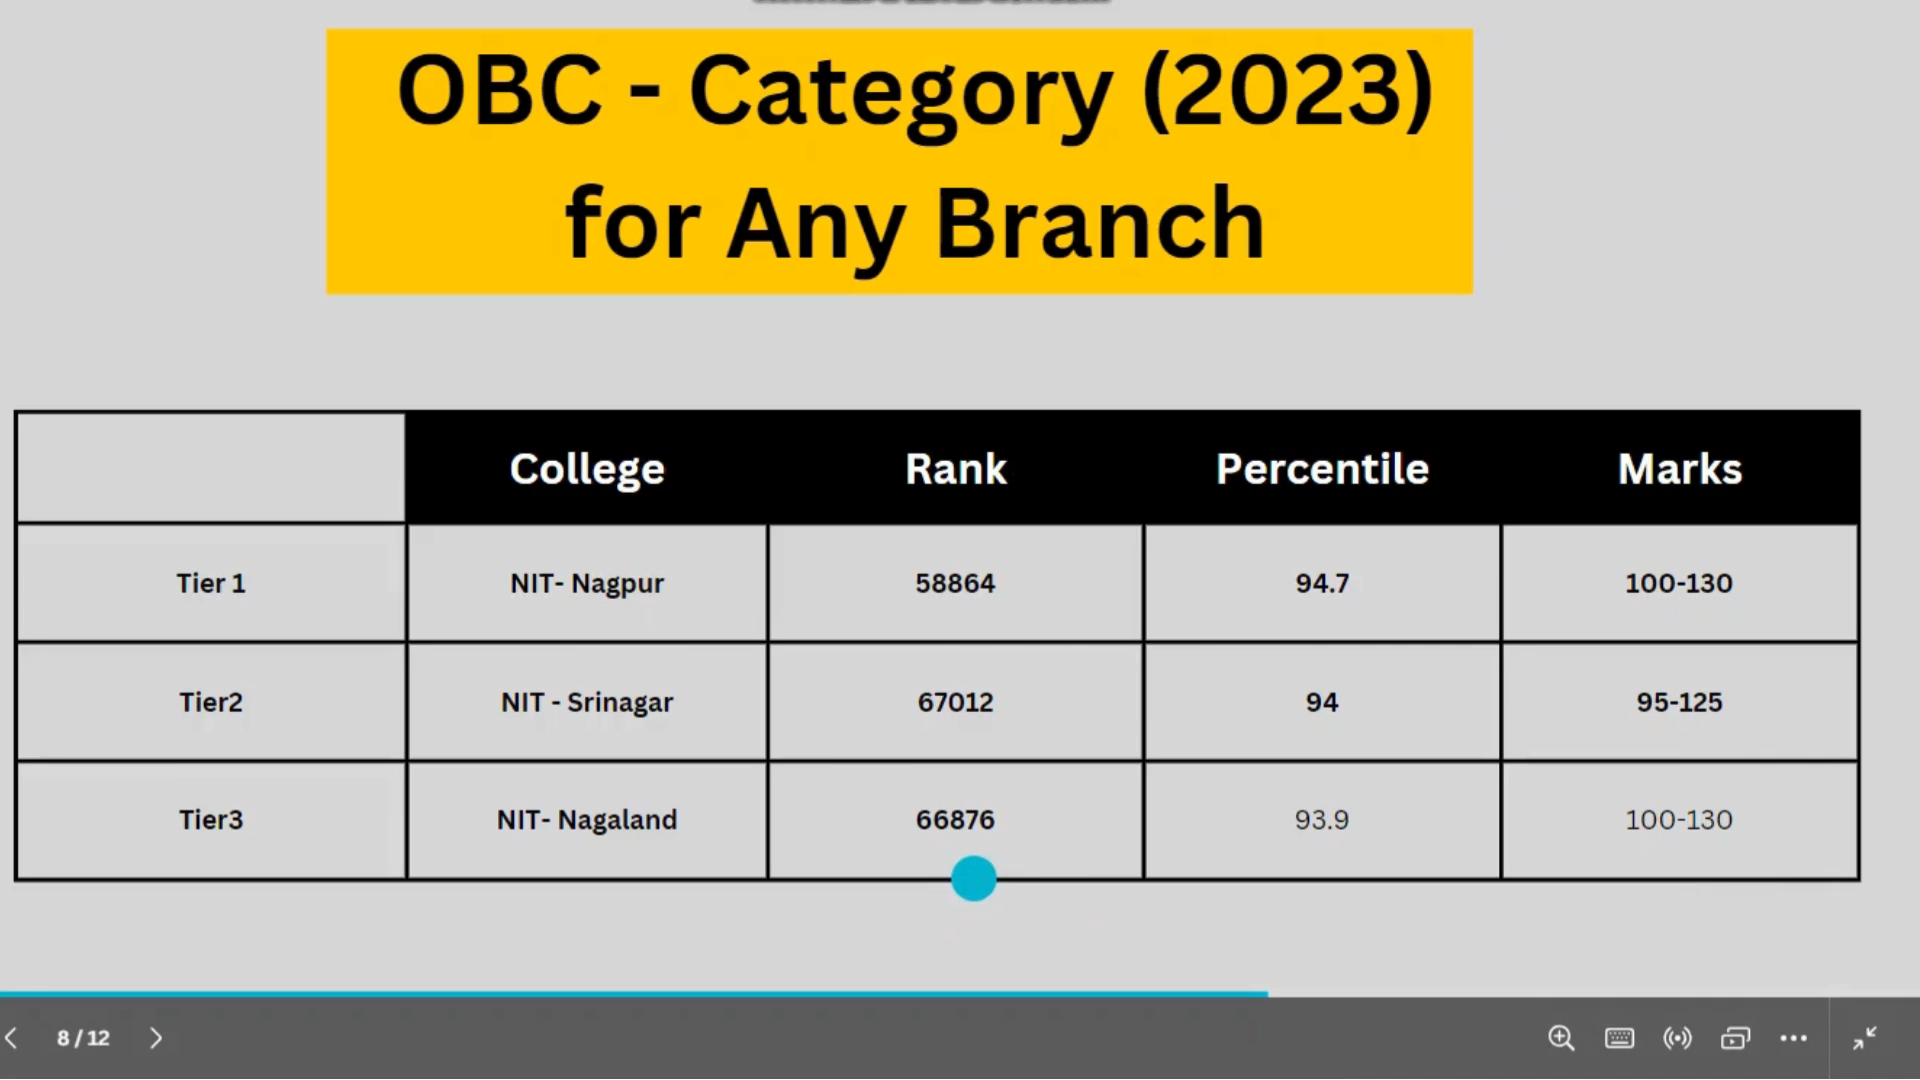 OBC - Category (2023)
for Any Branch
College Rank Percentile Marks
Tier 1 NIT- Nagpur 58864 94.7 100-130
Tier2 NIT - Srinagar 67012 94 95-125
Tier3 NIT- Nagaland 66876 93.9 100-130
8 / 12